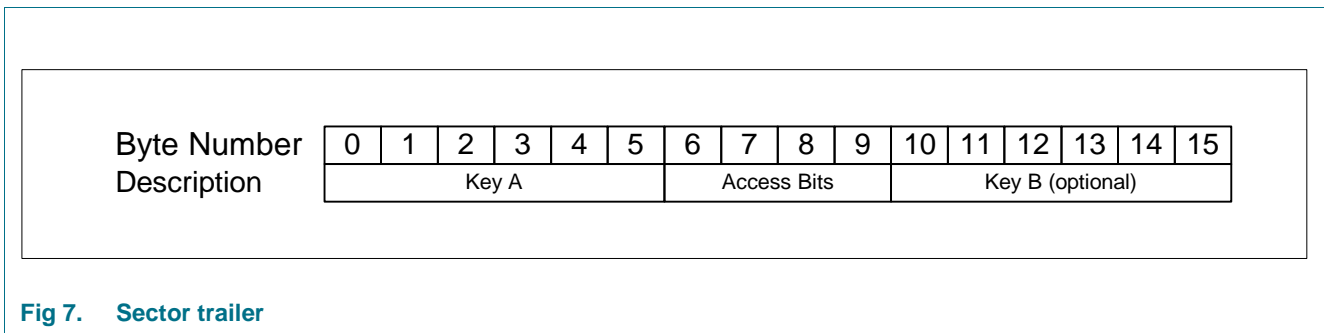 Byte Number 0 1 2 3 4 5 6 7 8 9 10 11 12 13 14 15
Description Key A Access Bits Key B (optional)
Fig 7. Sector trailer